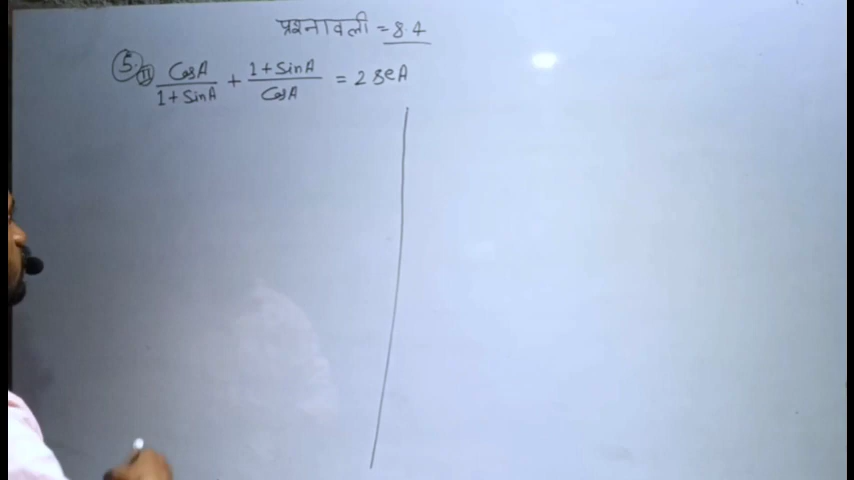 प्रश्नावली = 8.4
5. (II) CosA/(1+SinA) + (1+SinA)/CosA = 2 SecA